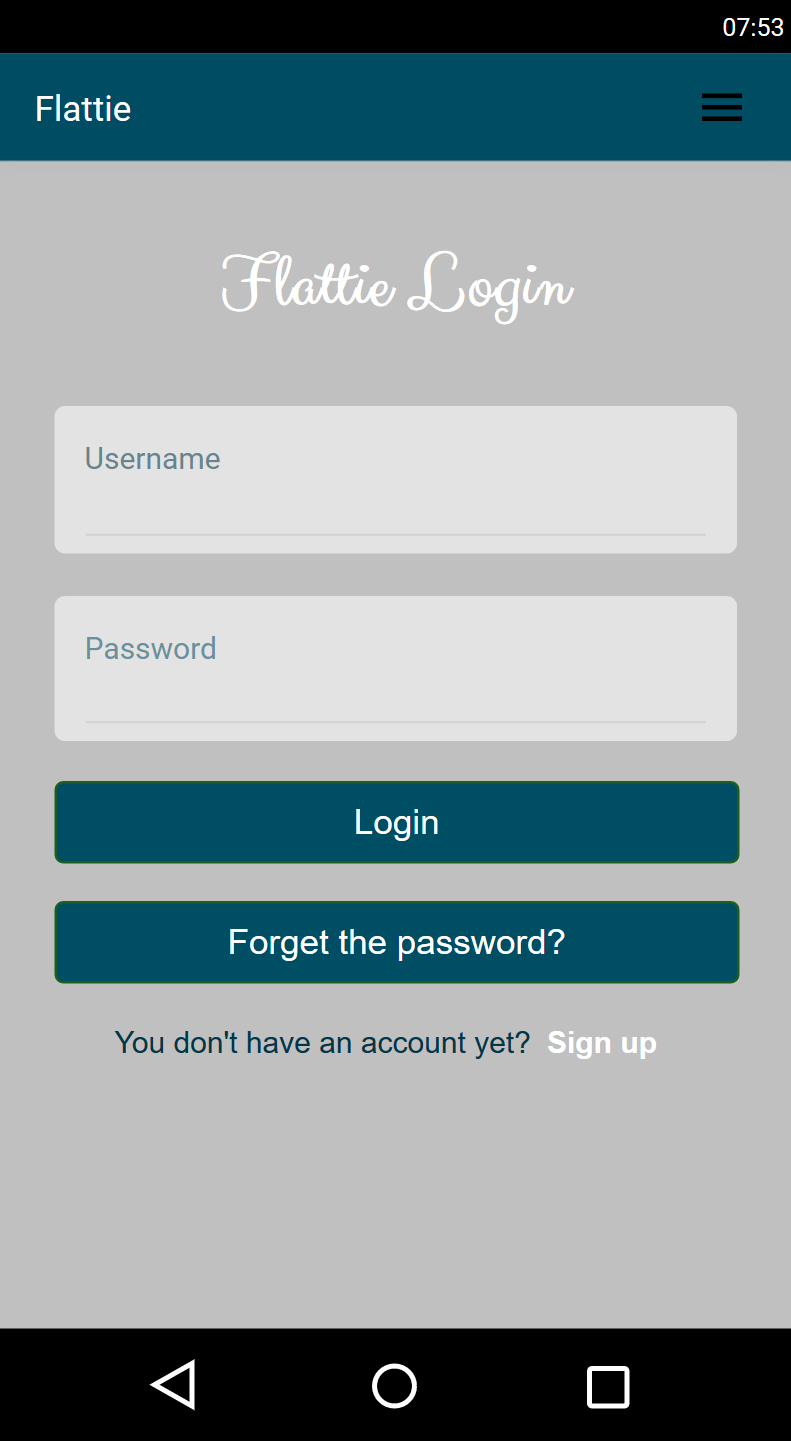 07:53
Flattie
Flattie Login
Username
Password
Login
Forget the password?
You don't have an account yet? Sign up